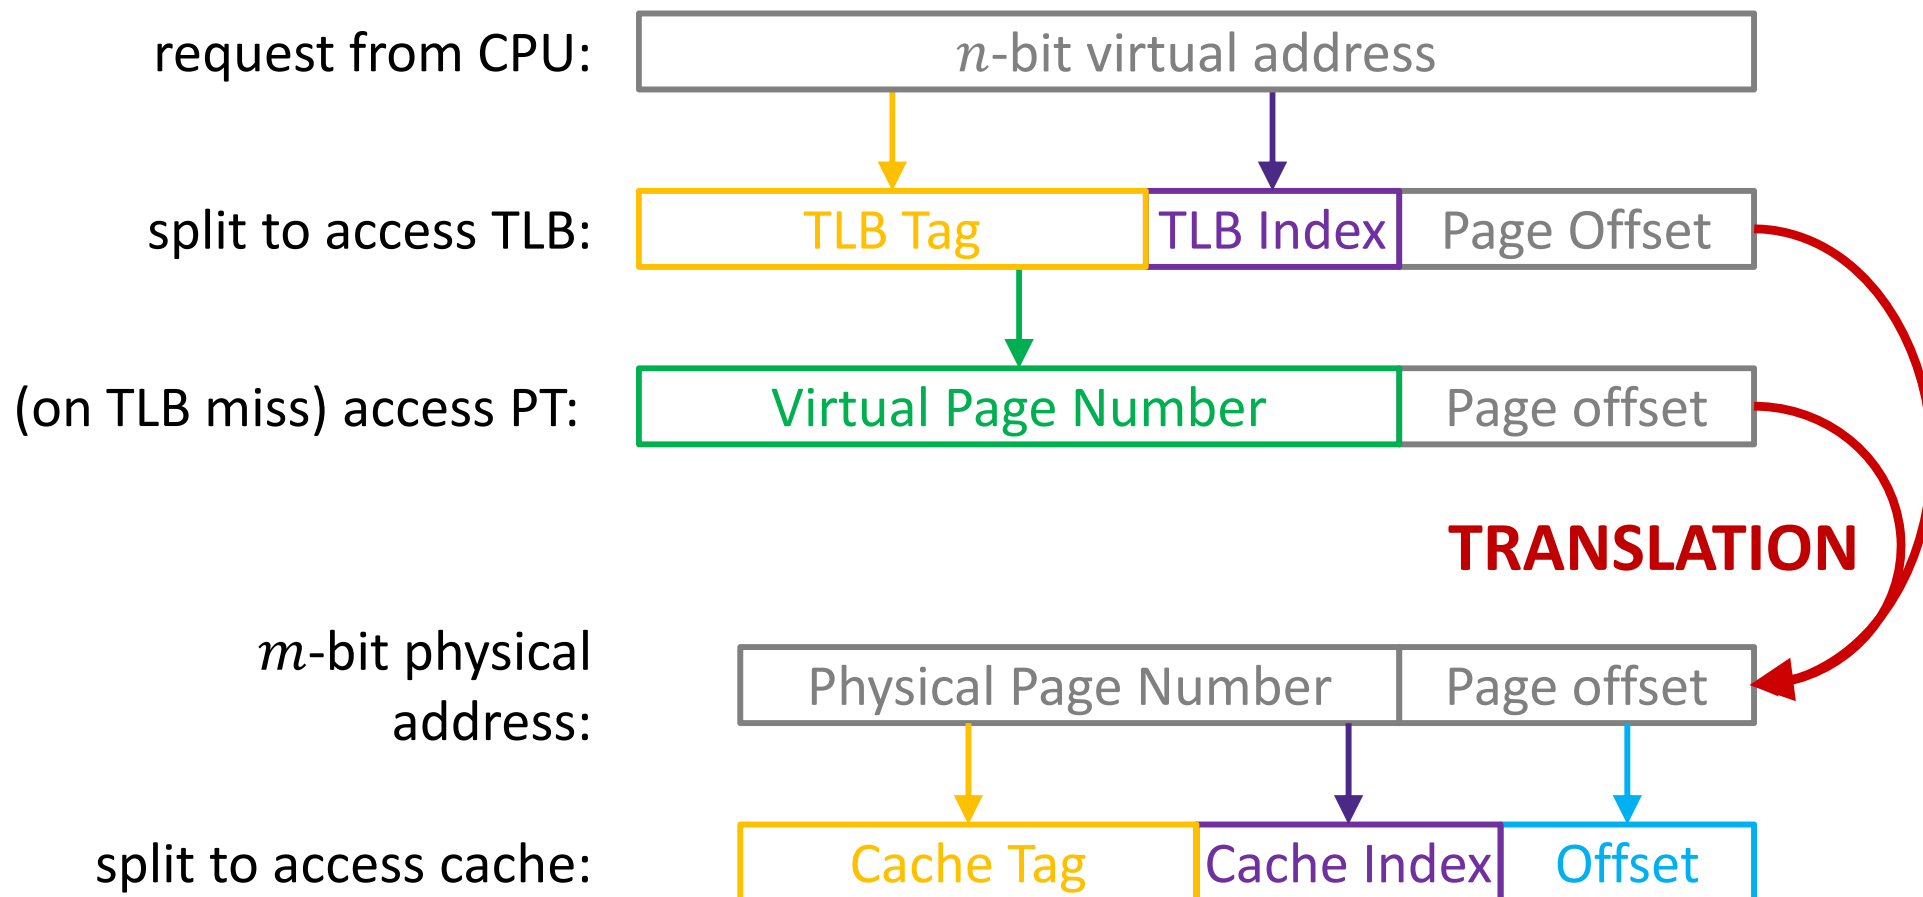 request from CPU: n-bit virtual address
split to access TLB: TLB Tag TLB Index Page Offset
(on TLB miss) access PT: Virtual Page Number Page offset
TRANSLATION
m-bit physical
address:
Physical Page Number Page offset
split to access cache: Cache Tag Cache Index Offset